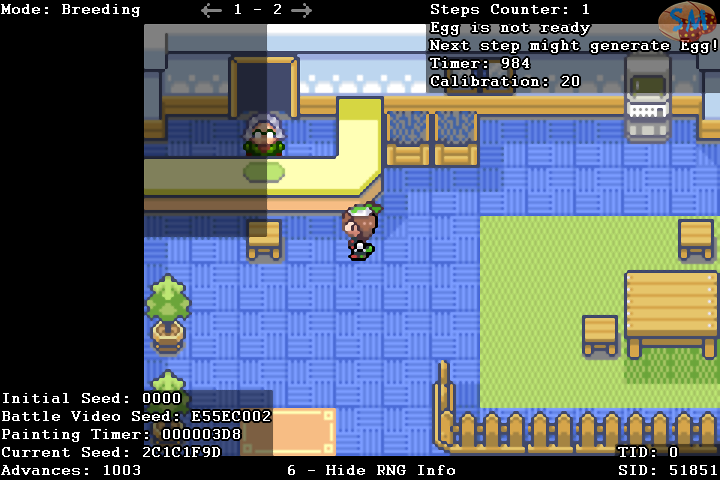 Mode: Breeding
← 1 - 2 →
Steps Counter: 1
Egg is not ready
Next step might generate Egg!
Timer: 984
Calibration: 20
SM
Initial Seed: 0000
Battle Video Seed: E55EC002
Painting Timer: 000003D8
Current Seed: 2C1C1F9D
Advances: 1003
6 - Hide RNG Info
TID: 0
SID: 51851